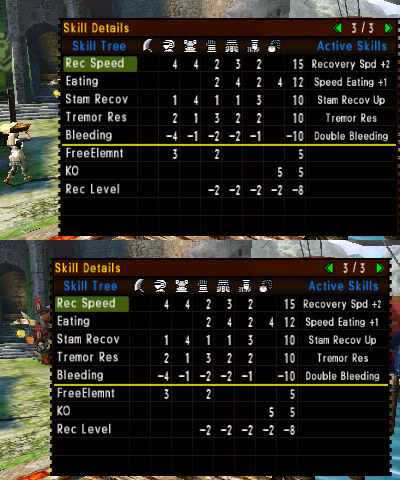 Skill Details 3/3
Skill Tree Active Skills
Rec Speed 4 4 2 3 2 15 Recovery Spd +2
Eating 2 4 2 4 12 Speed Eating +1
Stam Recov 1 4 1 1 3 10 Stam Recov Up
Tremor Res 2 1 3 2 2 10 Tremor Res
Bleeding -4 -1 -2 -2 -1 -10 Double Bleeding
FreeElemnt 3 2 5
KO 5 5
Rec Level -2 -2 -2 -2 -8
Skill Details 3/3
Skill Tree Active Skills
Rec Speed 4 4 2 3 2 15 Recovery Spd +2
Eating 2 4 2 4 12 Speed Eating +1
Stam Recov 1 4 1 1 3 10 Stam Recov Up
Tremor Res 2 1 3 2 2 10 Tremor Res
Bleeding -4 -1 -2 -2 -1 -10 Double Bleeding
FreeElemnt 3 2 5
KO 5 5
Rec Level -2 -2 -2 -2 -8